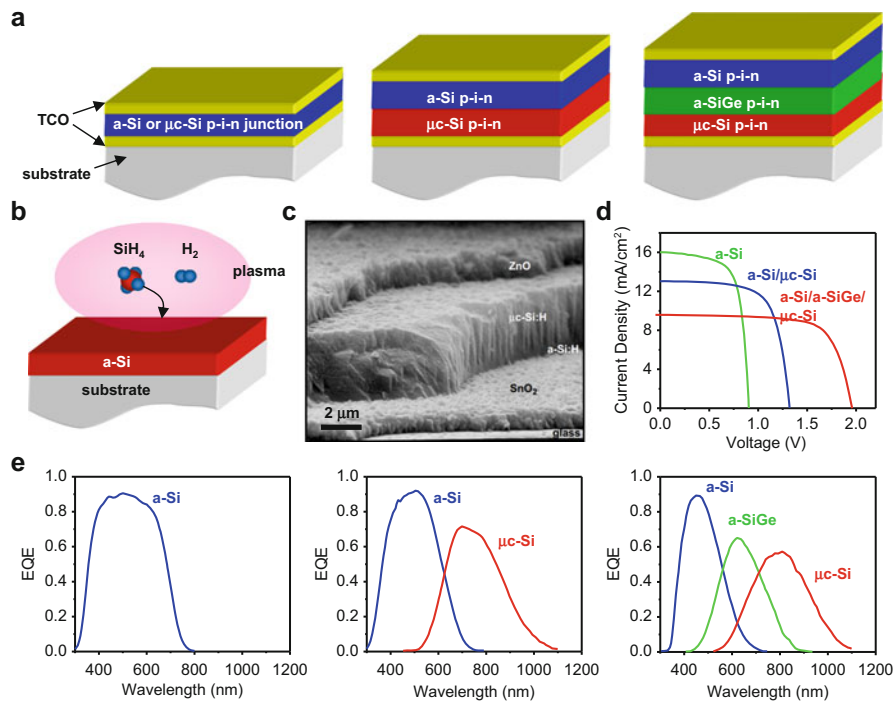 a
TCO
a-Si or μc-Si p-i-n junction
substrate
a-Si p-i-n
μc-Si p-i-n
a-Si p-i-n
a-SiGe p-i-n
μc-Si p-i-n
b
SiH4
H2
plasma
a-Si
substrate
c
ZnO
μc-Si:H
a-Si:H
SnO2
2 μm
glass
d
Current Density (mA/cm2)
16
12
8
4
0
a-Si
a-Si/μc-Si
a-Si/a-SiGe/
μc-Si
0.0 0.5 1.0 1.5 2.0
Voltage (V)
e
EQE
1.0
0.8
0.6
0.4
0.2
0.0
a-Si
400 600 800 1000 1200
Wavelength (nm)
EQE
1.0
0.8
0.6
0.4
0.2
0.0
a-Si
μc-Si
400 600 800 1000 1200
Wavelength (nm)
EQE
1.0
0.8
0.6
0.4
0.2
0.0
a-Si
a-SiGe
μc-Si
400 600 800 1000 1200
Wavelength (nm)